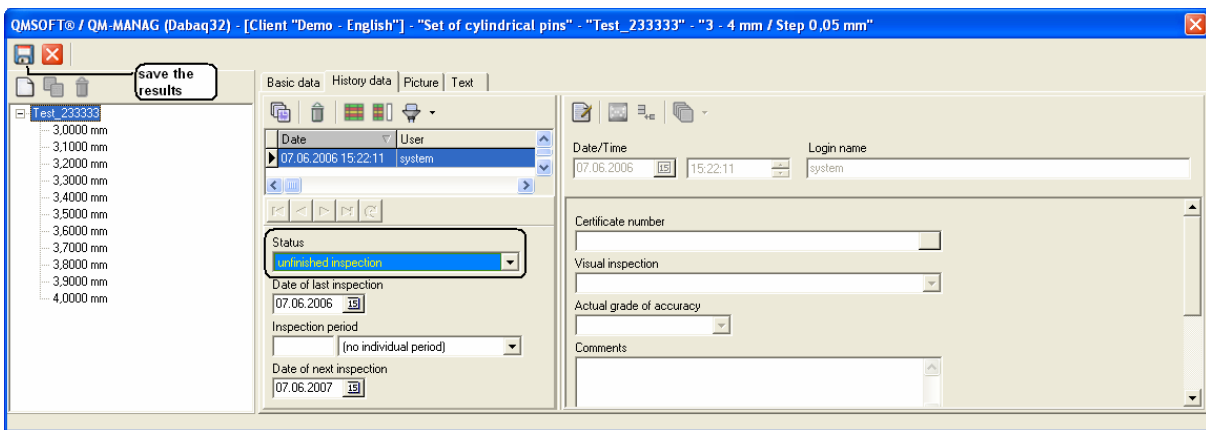 QMSOFT® / QM-MANAG (Dabaq32) - [Client "Demo - English"] - "Set of cylindrical pins" - "Test_233333" - "3 - 4 mm / Step 0,05 mm"
save the
results
Basic data History data Picture Text
Test_233333
3,0000 mm
3,1000 mm
3,2000 mm
3,3000 mm
3,4000 mm
3,5000 mm
3,6000 mm
3,7000 mm
3,8000 mm
3,9000 mm
4,0000 mm
Date User
07.06.2006 15:22:11 system
Status
unfinished inspection
Date of last inspection
07.06.2006 15
Inspection period
(no individual period)
Date of next inspection
07.06.2007 15
Date/Time Login name
07.06.2006 15 15:22:11 system
Certificate number
Visual inspection
Actual grade of accuracy
Comments